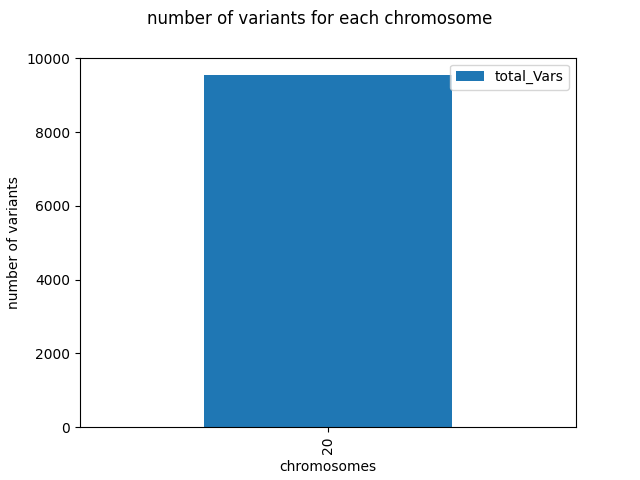 number of variants for each chromosome
10000
total_Vars
8000
6000
number of variants
4000
2000
0
20
chromosomes